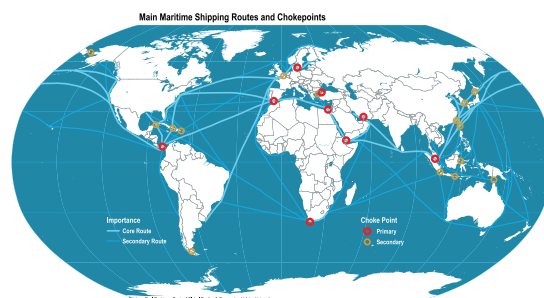 Main Maritime Shipping Routes and Chokepoints
Importance
Core Route
Secondary Route
Choke Point
Primary
Secondary